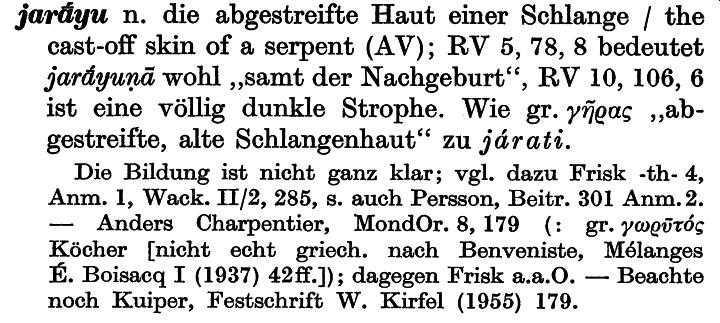 jarā́yu n. die abgestreifte Haut einer Schlange / the
cast-off skin of a serpent (AV); RV 5, 78, 8 bedeutet
jarā́yuṇā wohl „samt der Nachgeburt“, RV 10, 106, 6
ist eine völlig dunkle Strophe. Wie gr. γῆρας „ab-
gestreifte, alte Schlangenhaut“ zu járati.
Die Bildung ist nicht ganz klar; vgl. dazu Frisk -th- 4,
Anm. 1, Wack. II/2, 285, s. auch Persson, Beitr. 301 Anm. 2.
— Anders Charpentier, MondOr. 8, 179 (: gr. γωρῡτός
Köcher [nicht echt griech. nach Benveniste, Mélanges
É. Boisacq I (1937) 42ff.]); dagegen Frisk a.a.O. — Beachte
noch Kuiper, Festschrift W. Kirfel (1955) 179.